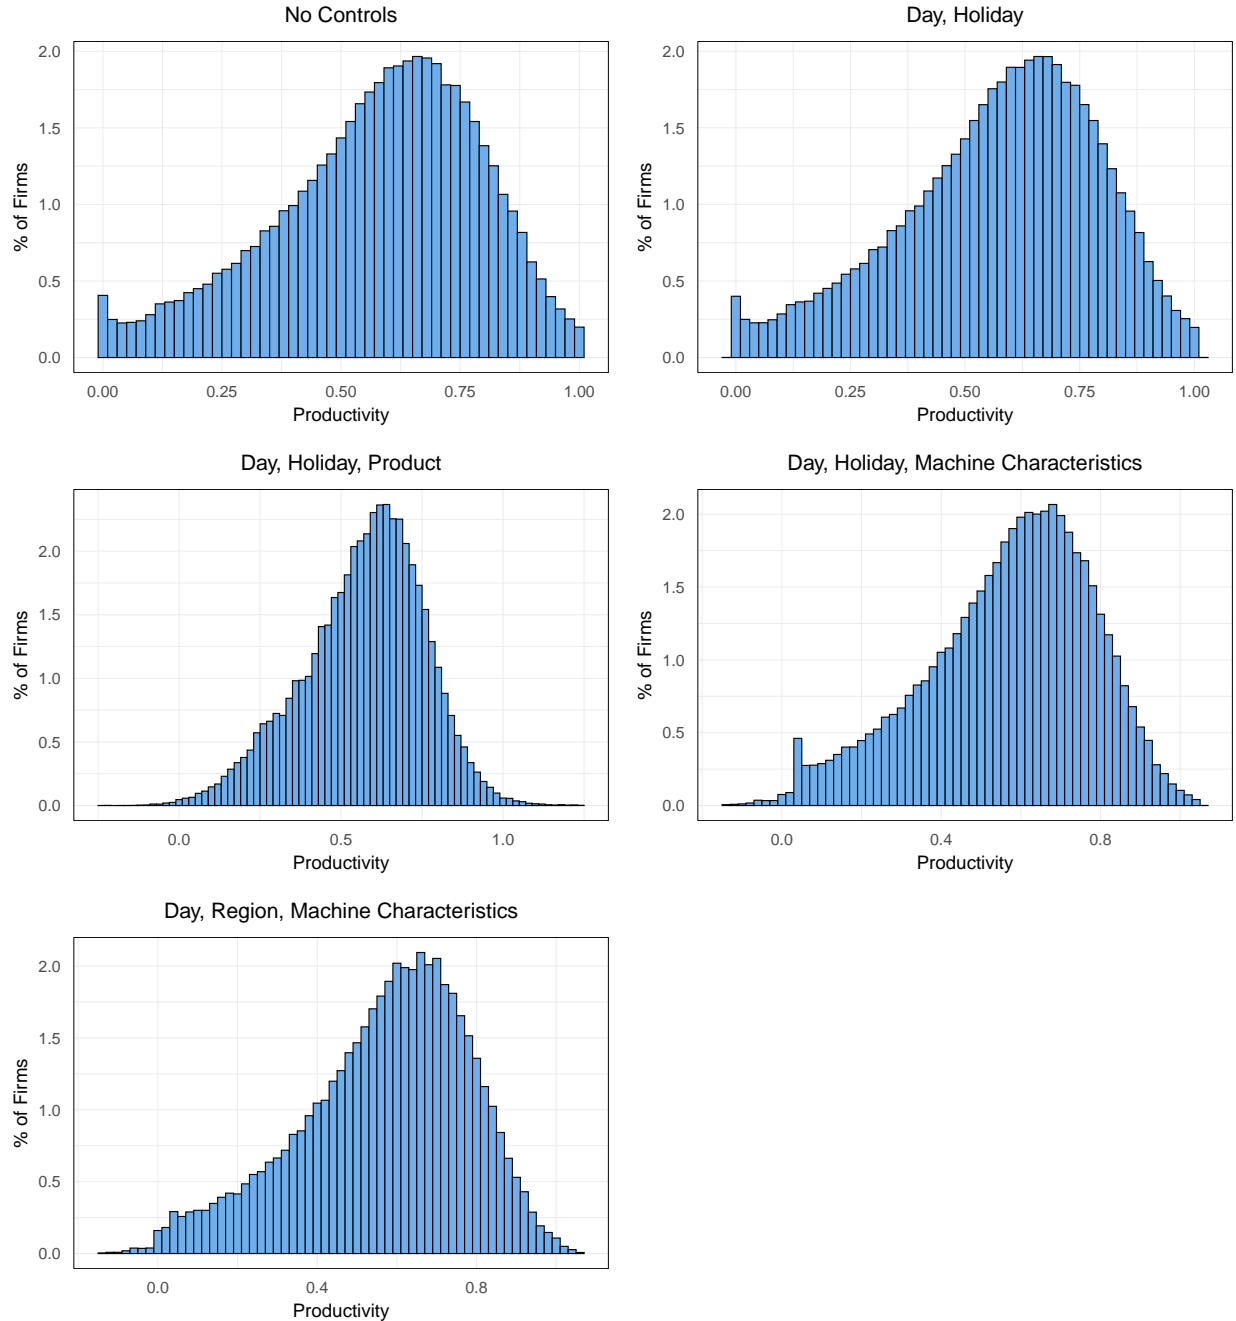 No Controls
2.0
1.5
1.0
0.5
0.0
% of Firms
0.00 0.25 0.50 0.75 1.00
Productivity
Day, Holiday
2.0
1.5
1.0
0.5
0.0
% of Firms
0.00 0.25 0.50 0.75 1.00
Productivity
Day, Holiday, Product
2.0
1.5
1.0
0.5
0.0
% of Firms
0.0 0.5 1.0
Productivity
Day, Holiday, Machine Characteristics
2.0
1.5
1.0
0.5
0.0
% of Firms
0.0 0.4 0.8
Productivity
Day, Region, Machine Characteristics
2.0
1.5
1.0
0.5
0.0
% of Firms
0.0 0.4 0.8
Productivity